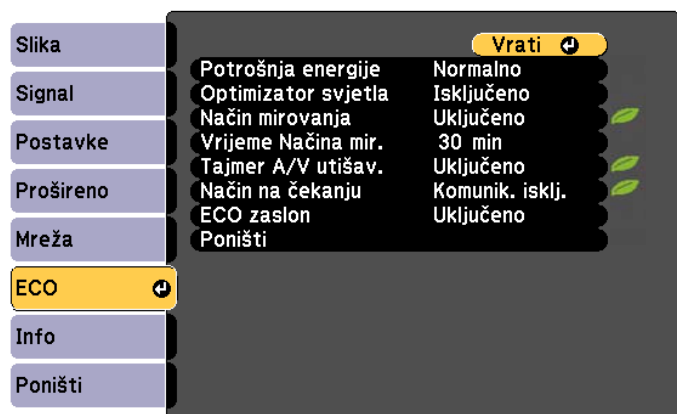 Slika
Signal
Postavke
Prošireno
Mreža
ECO
Info
Poništi
Vrati
Potrošnja energije Normalno
Optimizator svjetla Isključeno
Način mirovanja Uključeno
Vrijeme Načina mir. 30 min
Tajmer A/V utišav. Uključeno
Način na čekanju Komunik. isklj.
ECO zaslon Uključeno
Poništi